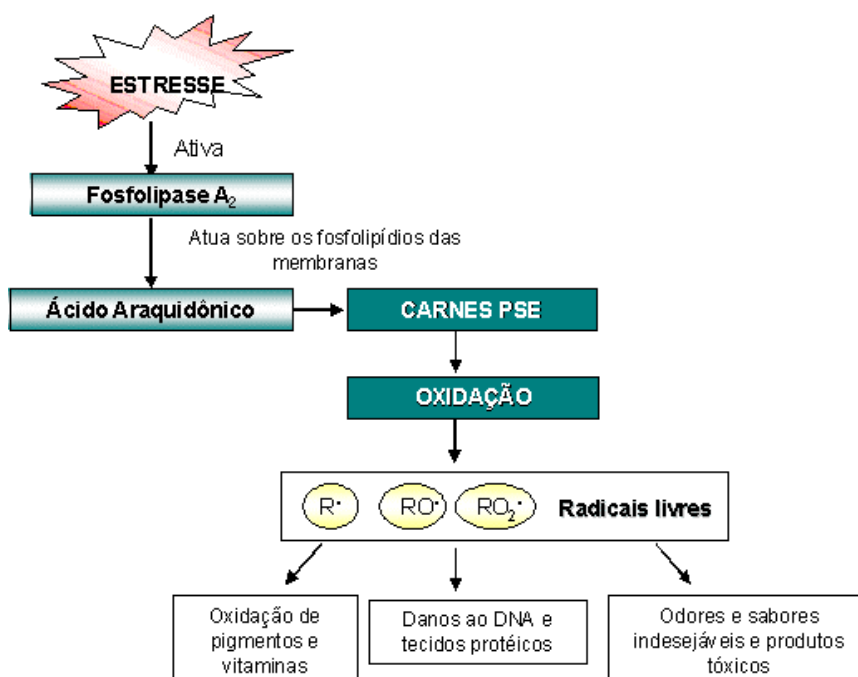 ESTRESSE
Ativa
Fosfolipase A₂
Atua sobre os fosfolipídios das
membranas
Ácido Araquidônico
CARNES PSE
OXIDAÇÃO
R• RO• RO₂• Radicais livres
Oxidação de
pigmentos e
vitaminas
Danos ao DNA e
tecidos protéicos
Odores e sabores
indesejáveis e produtos
tóxicos